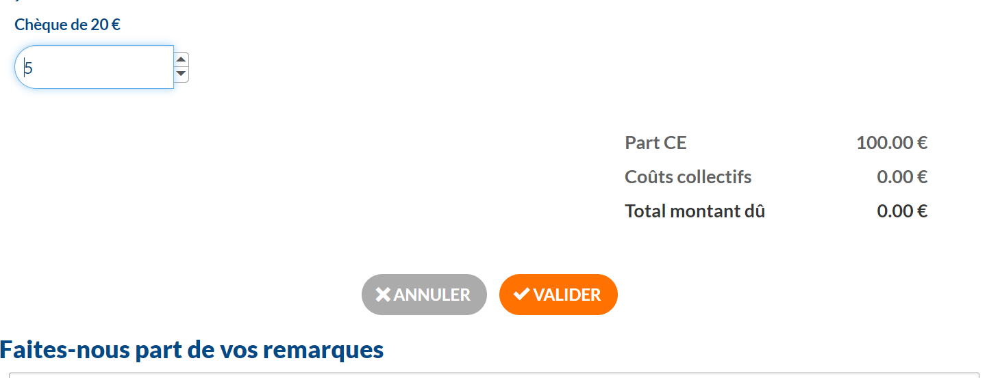 Chèque de 20 €
5
Part CE 100.00 €
Coûts collectifs 0.00 €
Total montant dû 0.00 €
ANNULER VALIDER
Faites-nous part de vos remarques